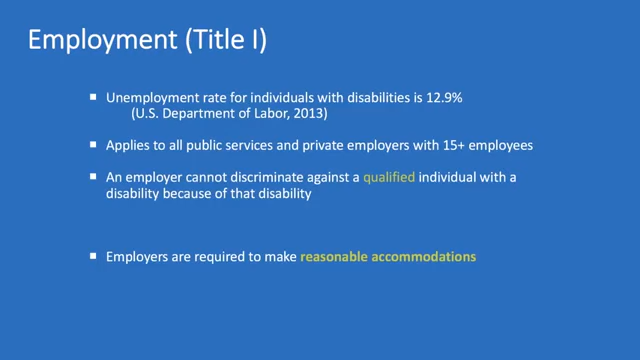 Employment (Title I)
▪ Unemployment rate for individuals with disabilities is 12.9%
(U.S. Department of Labor, 2013)
▪ Applies to all public services and private employers with 15+ employees
▪ An employer cannot discriminate against a qualified individual with a
disability because of that disability
▪ Employers are required to make reasonable accommodations